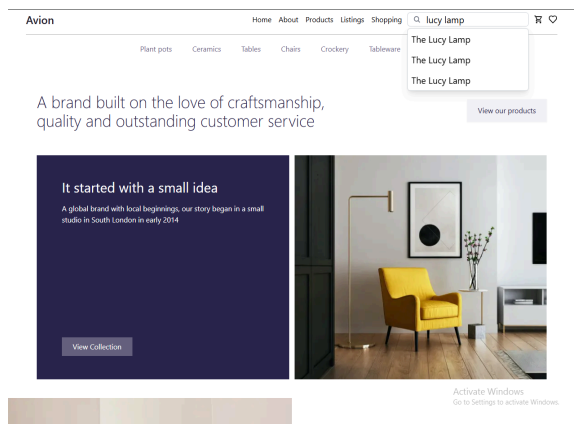 Avion
Home About Products Listings Shopping
lucy lamp
The Lucy Lamp
The Lucy Lamp
The Lucy Lamp
Plant pots Ceramics Tables Chairs Crockery Tableware
A brand built on the love of craftsmanship,
quality and outstanding customer service
View our products
It started with a small idea
A global brand with local beginnings, our story began in a small
studio in South London in early 2014
View Collection
Activate Windows
Go to Settings to activate Windows.